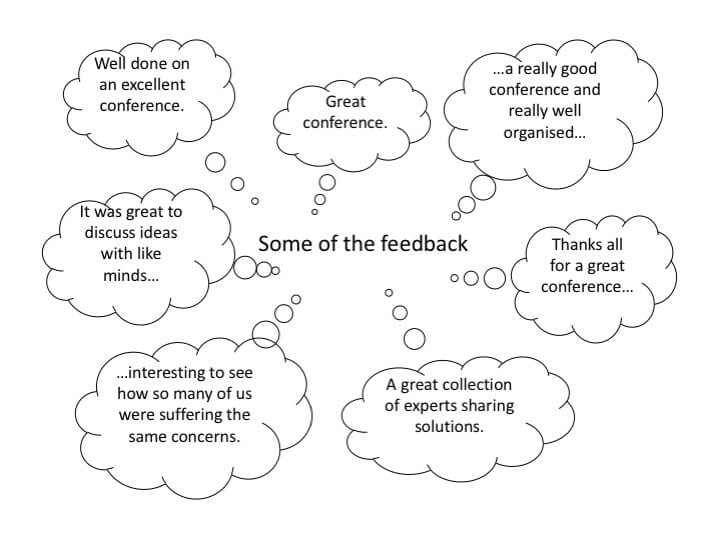 Well done on
an excellent
conference.
Great
conference.
...a really good
conference and
really well
organised...
It was great to
discuss ideas
with like
minds...
Some of the feedback
Thanks all
for a great
conference...
...interesting to see
how so many of us
were suffering the
same concerns.
A great collection
of experts sharing
solutions.